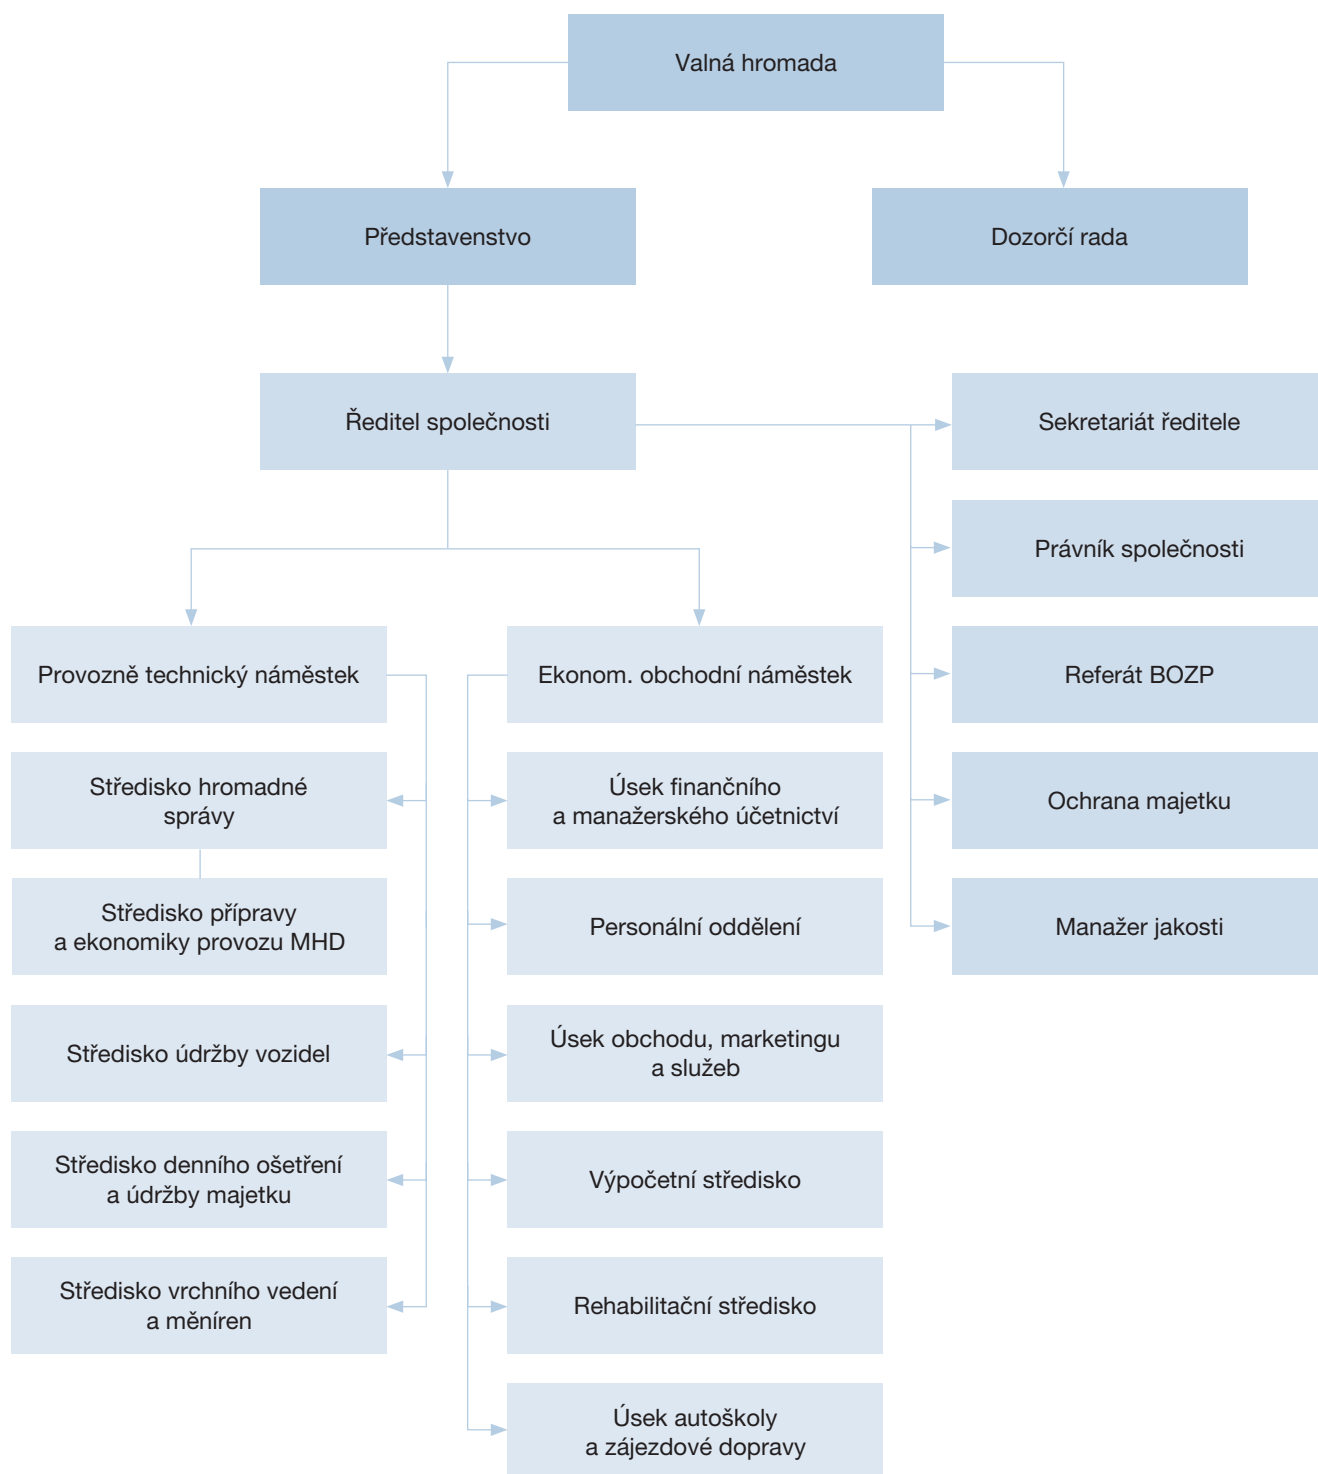 Valná hromada
Představenstvo
Dozorčí rada
Ředitel společnosti
Sekretariát ředitele
Právník společnosti
Referát BOZP
Ochrana majetku
Manažer jakosti
Provozně technický náměstek
Středisko hromadné
správy
Středisko přípravy
a ekonomiky provozu MHD
Středisko údržby vozidel
Středisko denního ošetření
a údržby majetku
Středisko vrchního vedení
a měníren
Ekonom. obchodní náměstek
Úsek finančního
a manažerského účetnictví
Personální oddělení
Úsek obchodu, marketingu
a služeb
Výpočetní středisko
Rehabilitační středisko
Úsek autoškoly
a zájezdové dopravy